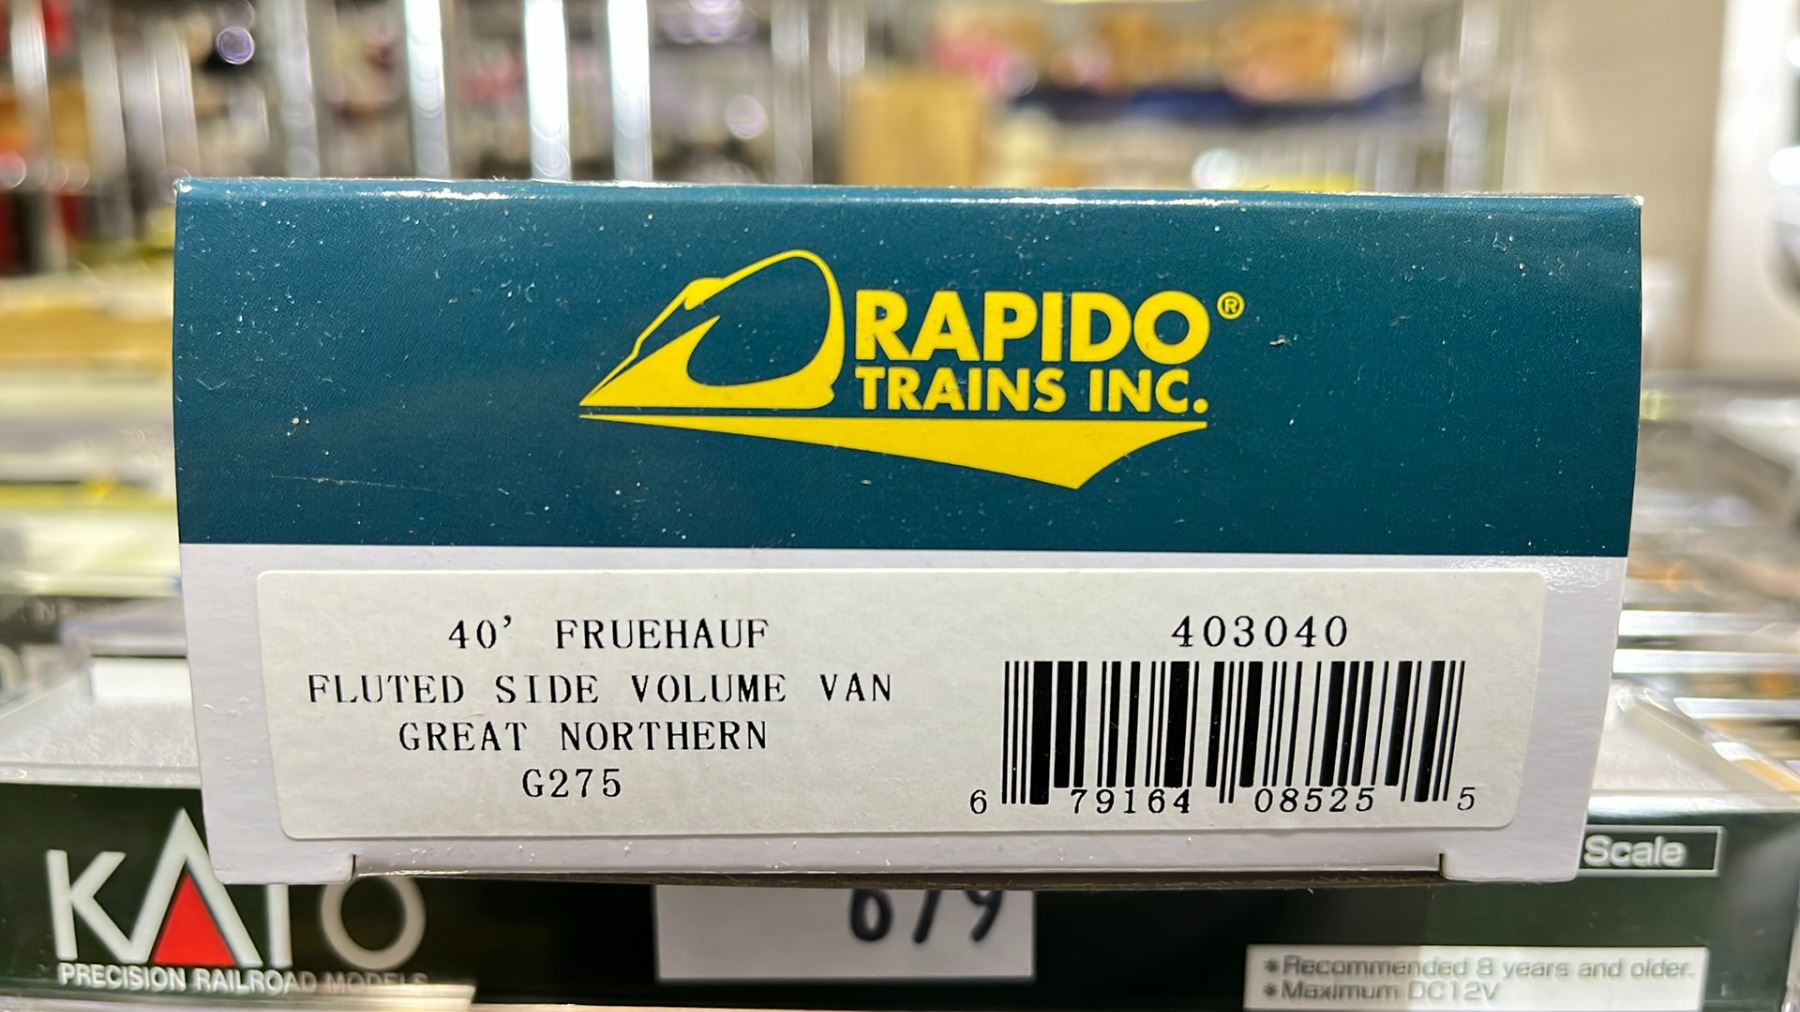 RAPIDO®
TRAINS INC.
40' FRUEHAUF
FLUTED SIDE VOLUME VAN
GREAT NORTHERN
G275
403040
6 79164 08525 5
KATO
PRECISION RAILROAD MODELS
Scale
*Recommended 8 years and older.
*Maximum DC12V